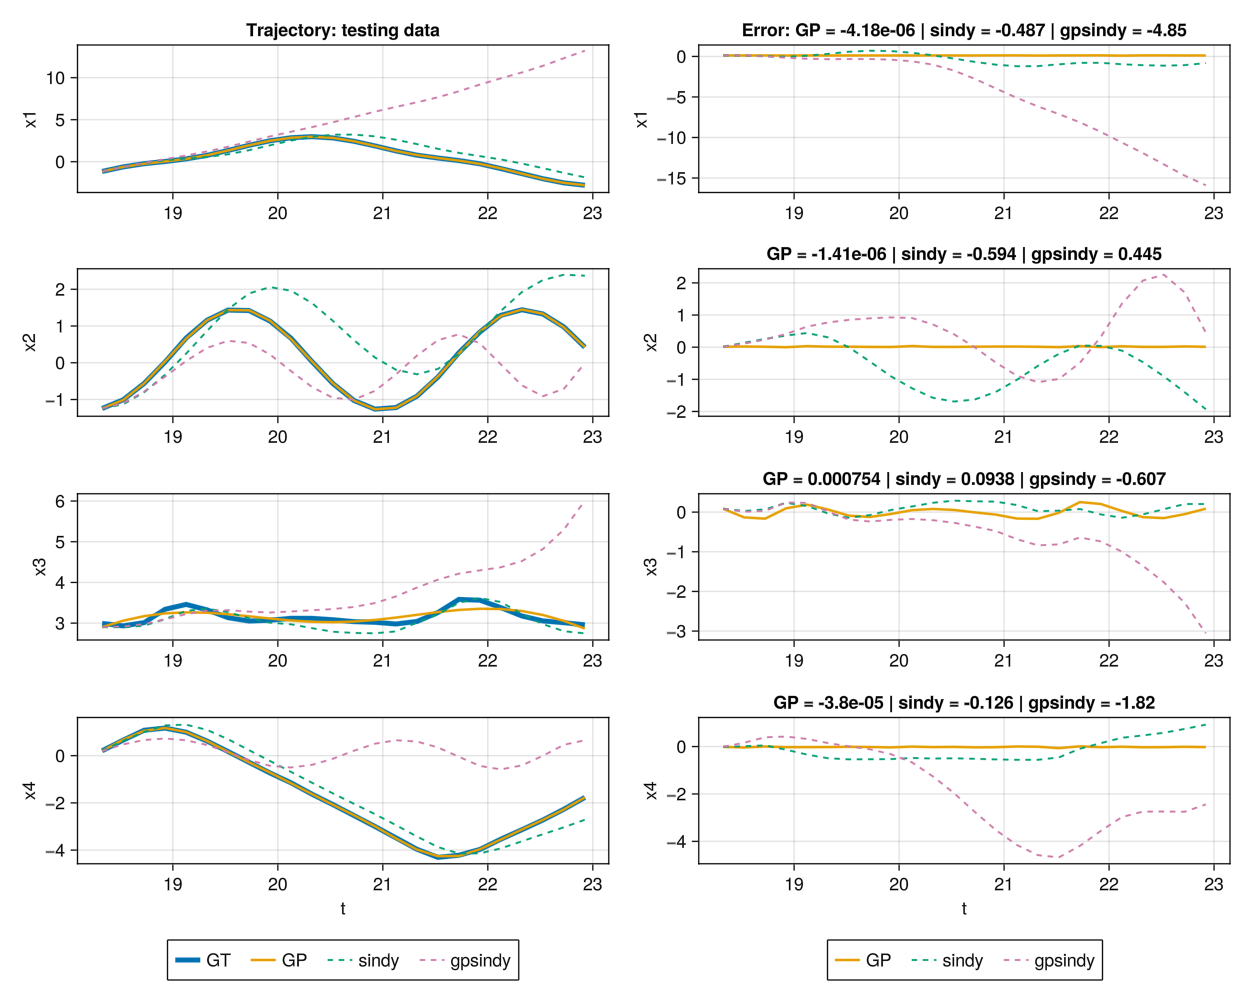 Trajectory: testing data
x1
10
5
0
19 20 21 22 23
Error: GP = -4.18e-06 | sindy = -0.487 | gpsindy = -4.85
x1
0
−5
−10
−15
19 20 21 22 23
x2
2
1
0
−1
19 20 21 22 23
GP = -1.41e-06 | sindy = -0.594 | gpsindy = 0.445
x2
2
1
0
−1
−2
19 20 21 22 23
x3
6
5
4
3
19 20 21 22 23
GP = 0.000754 | sindy = 0.0938 | gpsindy = -0.607
x3
0
−1
−2
−3
19 20 21 22 23
x4
0
−2
−4
19 20 21 22 23
t
GP = -3.8e-05 | sindy = -0.126 | gpsindy = -1.82
x4
0
−2
−4
19 20 21 22 23
t
GT GP sindy gpsindy
GP sindy gpsindy